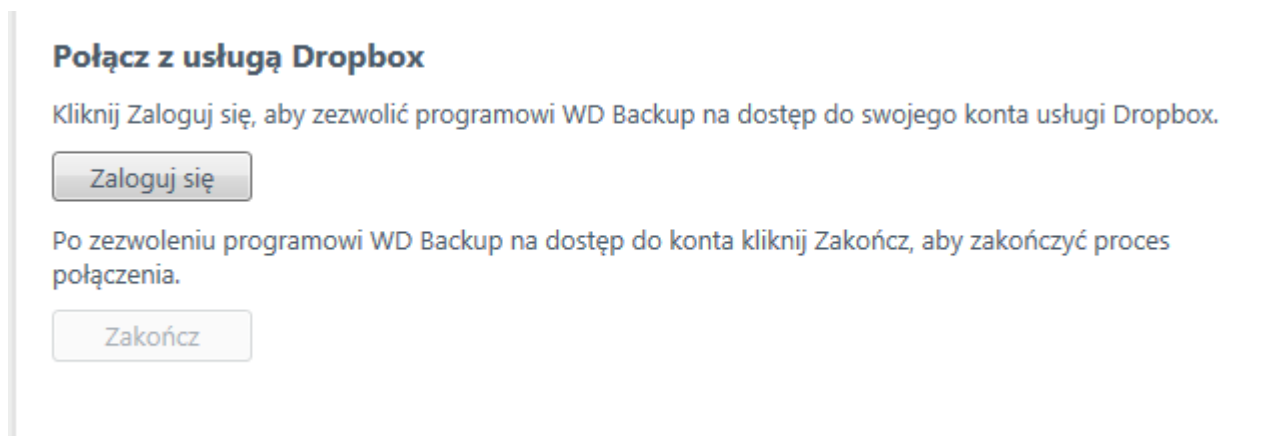 Połącz z usługą Dropbox
Kliknij Zaloguj się, aby zezwolić programowi WD Backup na dostęp do swojego konta usługi Dropbox.
Zaloguj się
Po zezwoleniu programowi WD Backup na dostęp do konta kliknij Zakończ, aby zakończyć proces
połączenia.
Zakończ